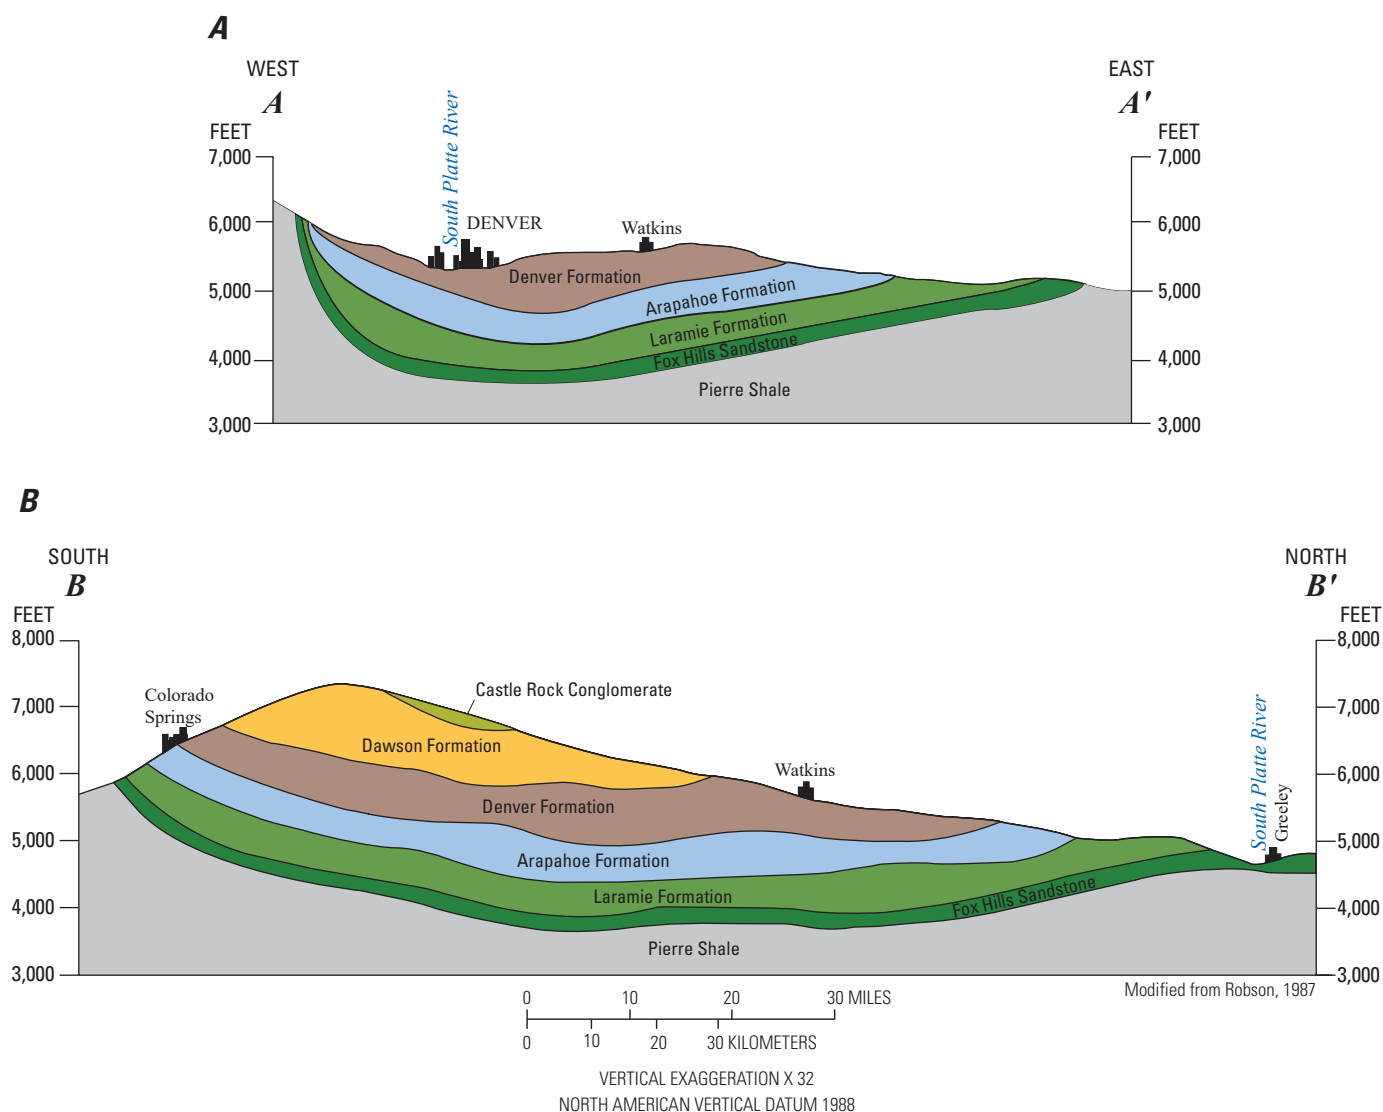 A
WEST
EAST
A
A'
FEET
FEET
7,000
7,000
6,000
6,000
5,000
5,000
4,000
4,000
3,000
3,000
South Platte River
DENVER
Watkins
Denver Formation
Arapahoe Formation
Laramie Formation
Fox Hills Sandstone
Pierre Shale
B
SOUTH
NORTH
B
B'
FEET
FEET
8,000
8,000
7,000
7,000
6,000
6,000
5,000
5,000
4,000
4,000
3,000
3,000
Colorado
Springs
Castle Rock Conglomerate
Dawson Formation
Watkins
South Platte River
Greeley
Denver Formation
Arapahoe Formation
Laramie Formation
Fox Hills Sandstone
Pierre Shale
Modified from Robson, 1987
0 10 20 30 MILES
0 10 20 30 KILOMETERS
VERTICAL EXAGGERATION X 32
NORTH AMERICAN VERTICAL DATUM 1988